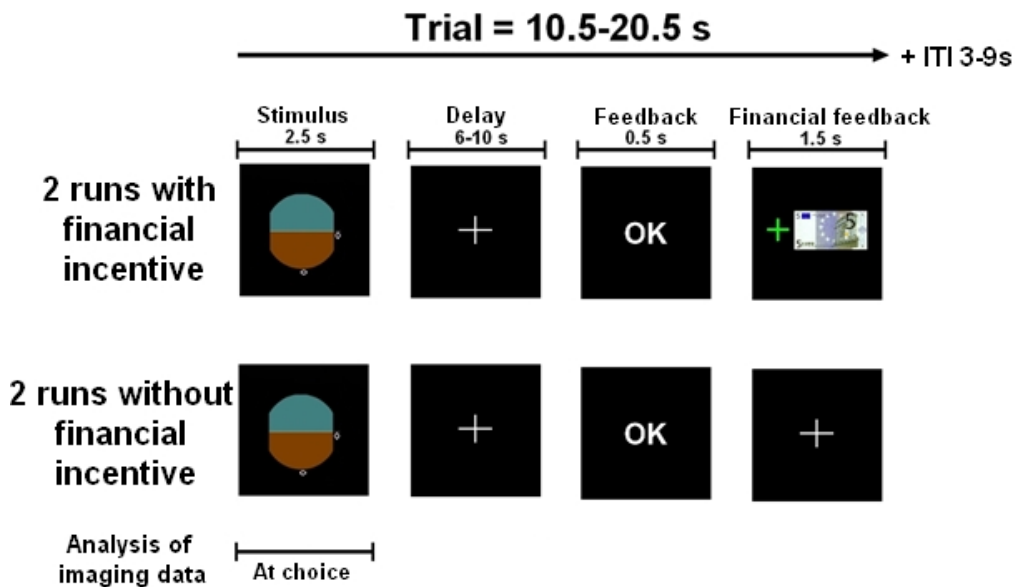 Trial = 10.5-20.5 s
+ ITI 3-9s
Stimulus
2.5 s
Delay
6-10 s
Feedback
0.5 s
Financial feedback
1.5 s
2 runs with
financial
incentive
OK
5
2 runs without
financial
incentive
OK
Analysis of
imaging data
At choice